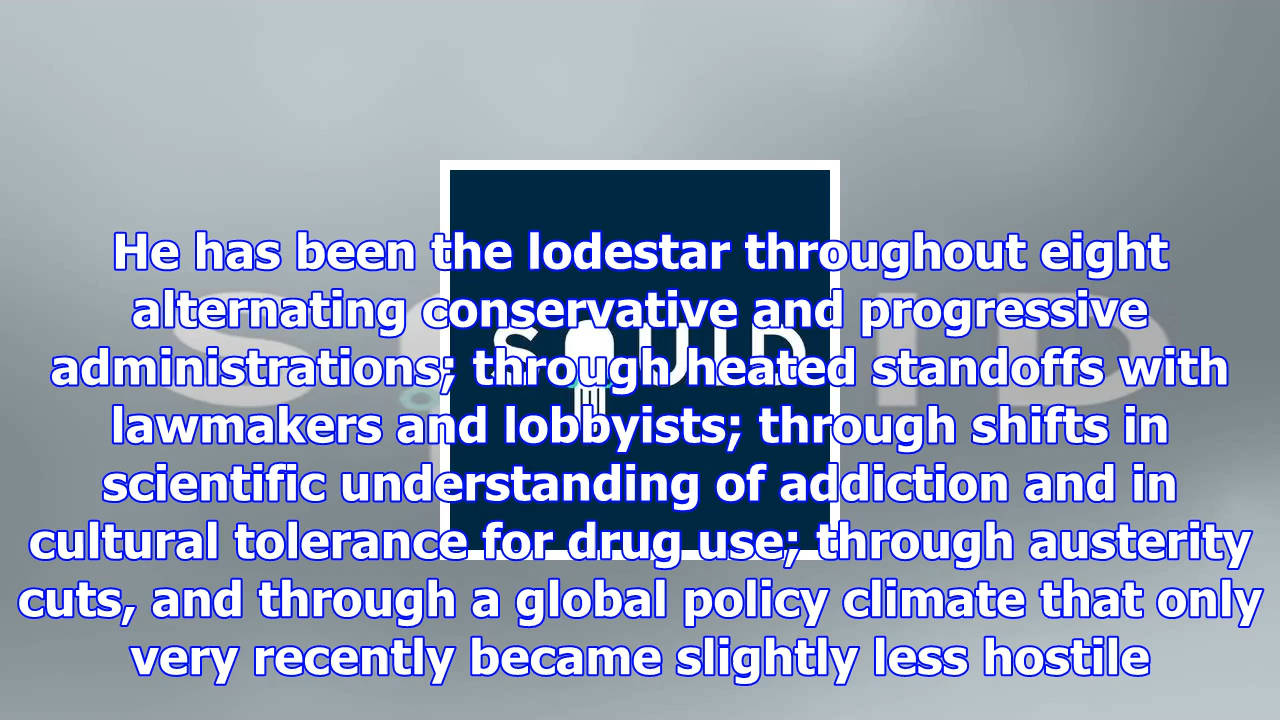 He has been the lodestar throughout eight
alternating conservative and progressive
administrations; through heated standoffs with
lawmakers and lobbyists; through shifts in
scientific understanding of addiction and in
cultural tolerance for drug use; through austerity
cuts, and through a global policy climate that only
very recently became slightly less hostile
SQUID